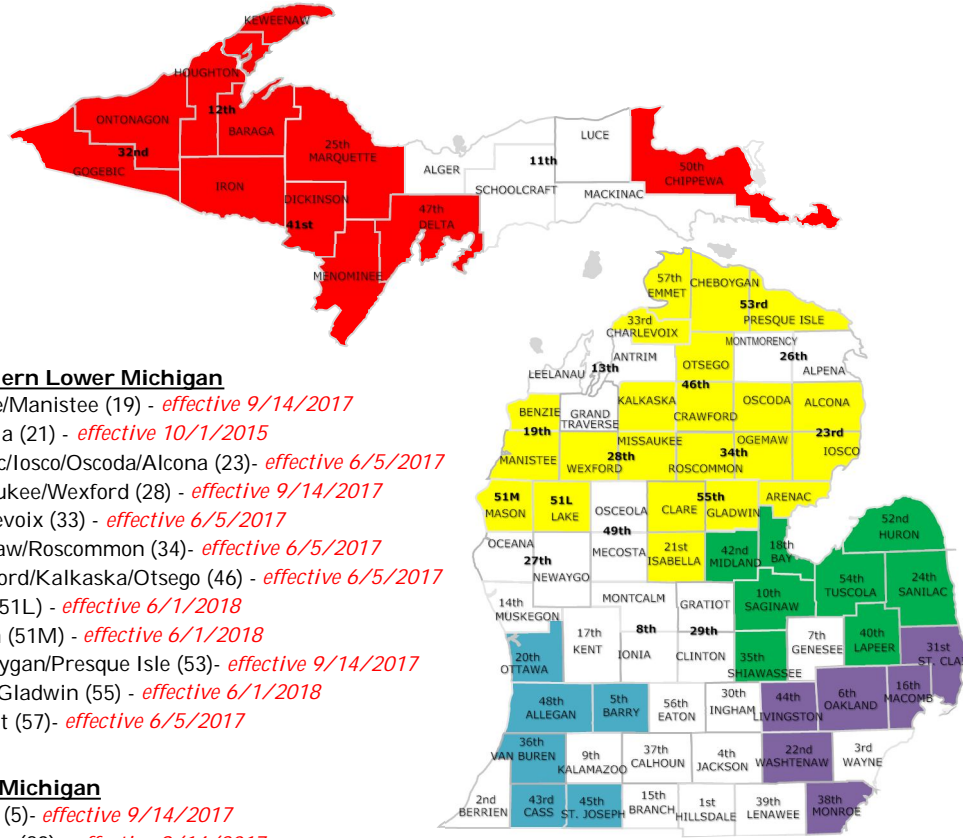 KEWEENAW
HOUGHTON
12th
ONTONAGON
BARAGA
32nd
GOGEBIC
25th
MARQUETTE
IRON
DICKINSON
41st
47th
DELTA
MENOMINEE
ALGER
11th
SCHOOLCRAFT
LUCE
MACKINAC
50th
CHIPPEWA
57th
EMMET
CHEBOYGAN
53rd
PRESQUE ISLE
33rd
CHARLEVOIX
MONTMORENCY
26th
ALPENA
ANTRIM
13th
LEELANAU
OTSEGO
46th
KALKASKA
CRAWFORD
OSCODA
ALCONA
BENZIE
GRAND
TRAVERSE
19th
MANISTEE
MISSAUKEE
28th
WEXFORD
OGEMAW
34th
ROSCOMMON
23rd
IOSCO
51M
MASON
51L
LAKE
OSCEOLA
CLARE
55th
GLADWIN
ARENAC
49th
MECOSTA
OCEANA
27th
NEWAYGO
21st
ISABELLA
42nd
MIDLAND
18th
BAY
52nd
HURON
10th
SAGINAW
54th
TUSCOLA
24th
SANILAC
14th
MUSKEGON
MONTCALM
GRATIOT
17th
KENT
8th
IONIA
29th
CLINTON
35th
SHIAWASSEE
7th
GENESEE
40th
LAPEER
31st
ST. CLAI
20th
OTTAWA
48th
ALLEGAN
5th
BARRY
56th
EATON
30th
INGHAM
44th
LIVINGSTON
6th
OAKLAND
16th
MACOMB
36th
VAN BUREN
9th
KALAMAZOO
37th
CALHOUN
4th
JACKSON
22nd
WASHTENAW
3rd
WAYNE
2nd
BERRIEN
43rd
CASS
45th
ST. JOSEPH
15th
BRANCH
1st
HILLSDALE
39th
LENAWEE
38th
MONROE
ern Lower Michigan
e/Manistee (19) - effective 9/14/2017
la (21) - effective 10/1/2015
c/Iosco/Oscoda/Alcona (23)- effective 6/5/2017
ukee/Wexford (28) - effective 9/14/2017
evoix (33) - effective 6/5/2017
aw/Roscommon (34)- effective 6/5/2017
ord/Kalkaska/Otsego (46) - effective 6/5/2017
51L) - effective 6/1/2018
(51M) - effective 6/1/2018
ygan/Presque Isle (53)- effective 9/14/2017
Gladwin (55) - effective 6/1/2018
t (57)- effective 6/5/2017
Michigan
(5)- effective 9/14/2017